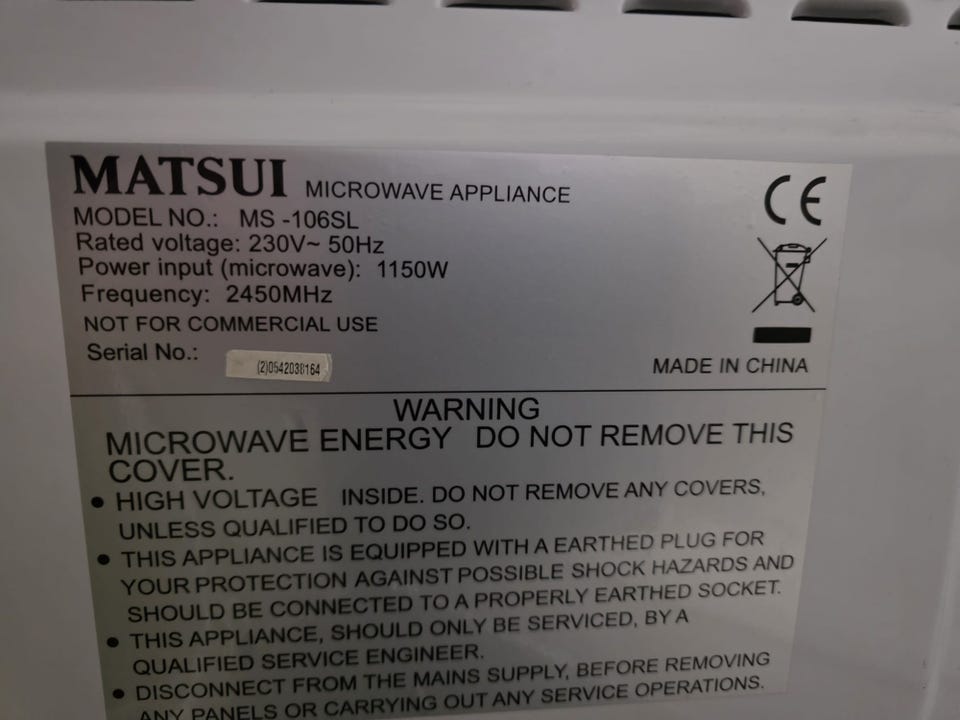 MATSUI MICROWAVE APPLIANCE
MODEL NO.: MS -106SL
Rated voltage: 230V~ 50Hz
Power input (microwave): 1150W
Frequency: 2450MHz
NOT FOR COMMERCIAL USE
Serial No.: (2)0542030164
CE
MADE IN CHINA
WARNING
MICROWAVE ENERGY DO NOT REMOVE THIS
COVER.
• HIGH VOLTAGE INSIDE. DO NOT REMOVE ANY COVERS,
UNLESS QUALIFIED TO DO SO.
• THIS APPLIANCE IS EQUIPPED WITH A EARTHED PLUG FOR
YOUR PROTECTION AGAINST POSSIBLE SHOCK HAZARDS AND
SHOULD BE CONNECTED TO A PROPERLY EARTHED SOCKET.
• THIS APPLIANCE, SHOULD ONLY BE SERVICED, BY A
QUALIFIED SERVICE ENGINEER.
• DISCONNECT FROM THE MAINS SUPPLY, BEFORE REMOVING
ANY PANELS OR CARRYING OUT ANY SERVICE OPERATIONS.